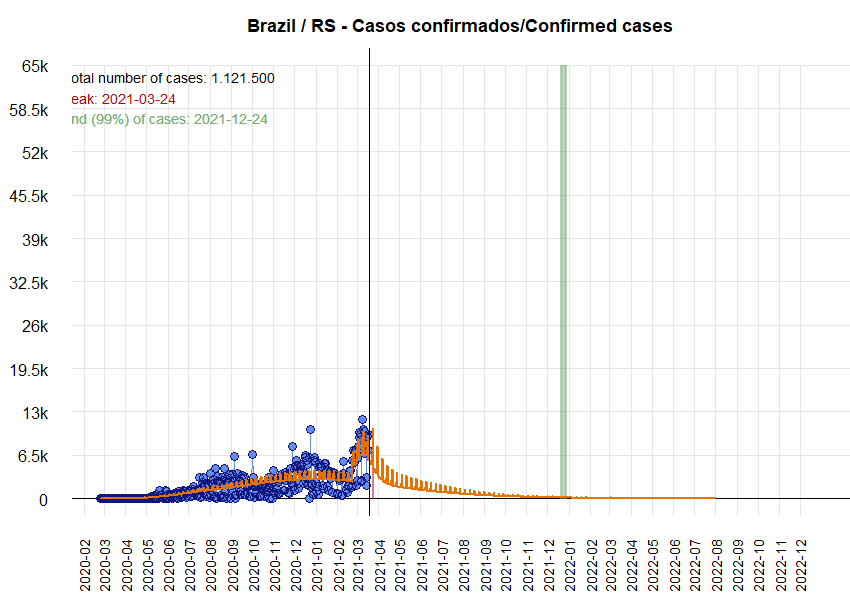 Brazil / RS - Casos confirmados/Confirmed cases
65k
otal number of cases: 1.121.500
eak: 2021-03-24
58.5k
nd (99%) of cases: 2021-12-24
52k
45.5k
39k
32.5k
26k
19.5k
13k
6.5k
0
2020-02 2020-03 2020-04 2020-05 2020-06 2020-07 2020-08 2020-09 2020-10 2020-11 2020-12 2021-01 2021-02 2021-03 2021-04 2021-05 2021-06 2021-07 2021-08 2021-09 2021-10 2021-11 2021-12 2022-01 2022-02 2022-03 2022-04 2022-05 2022-06 2022-07 2022-08 2022-09 2022-10 2022-11 2022-12